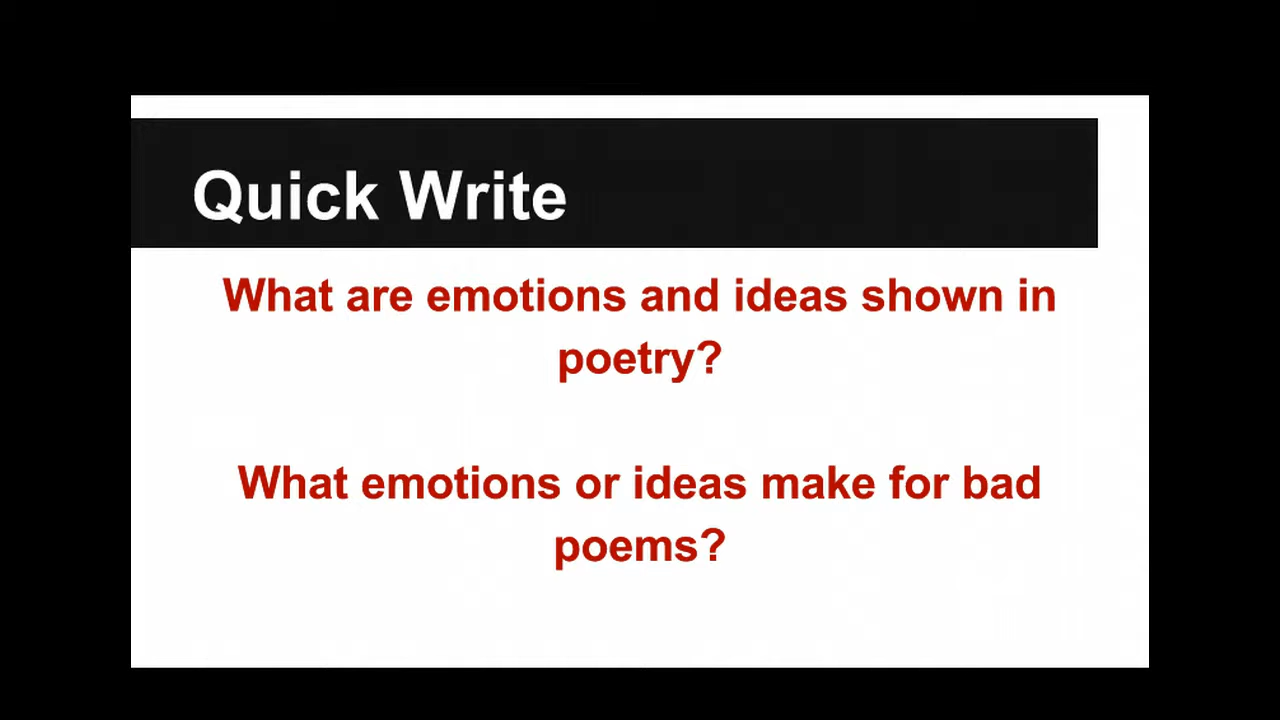 Quick Write
What are emotions and ideas shown in
poetry?
What emotions or ideas make for bad
poems?